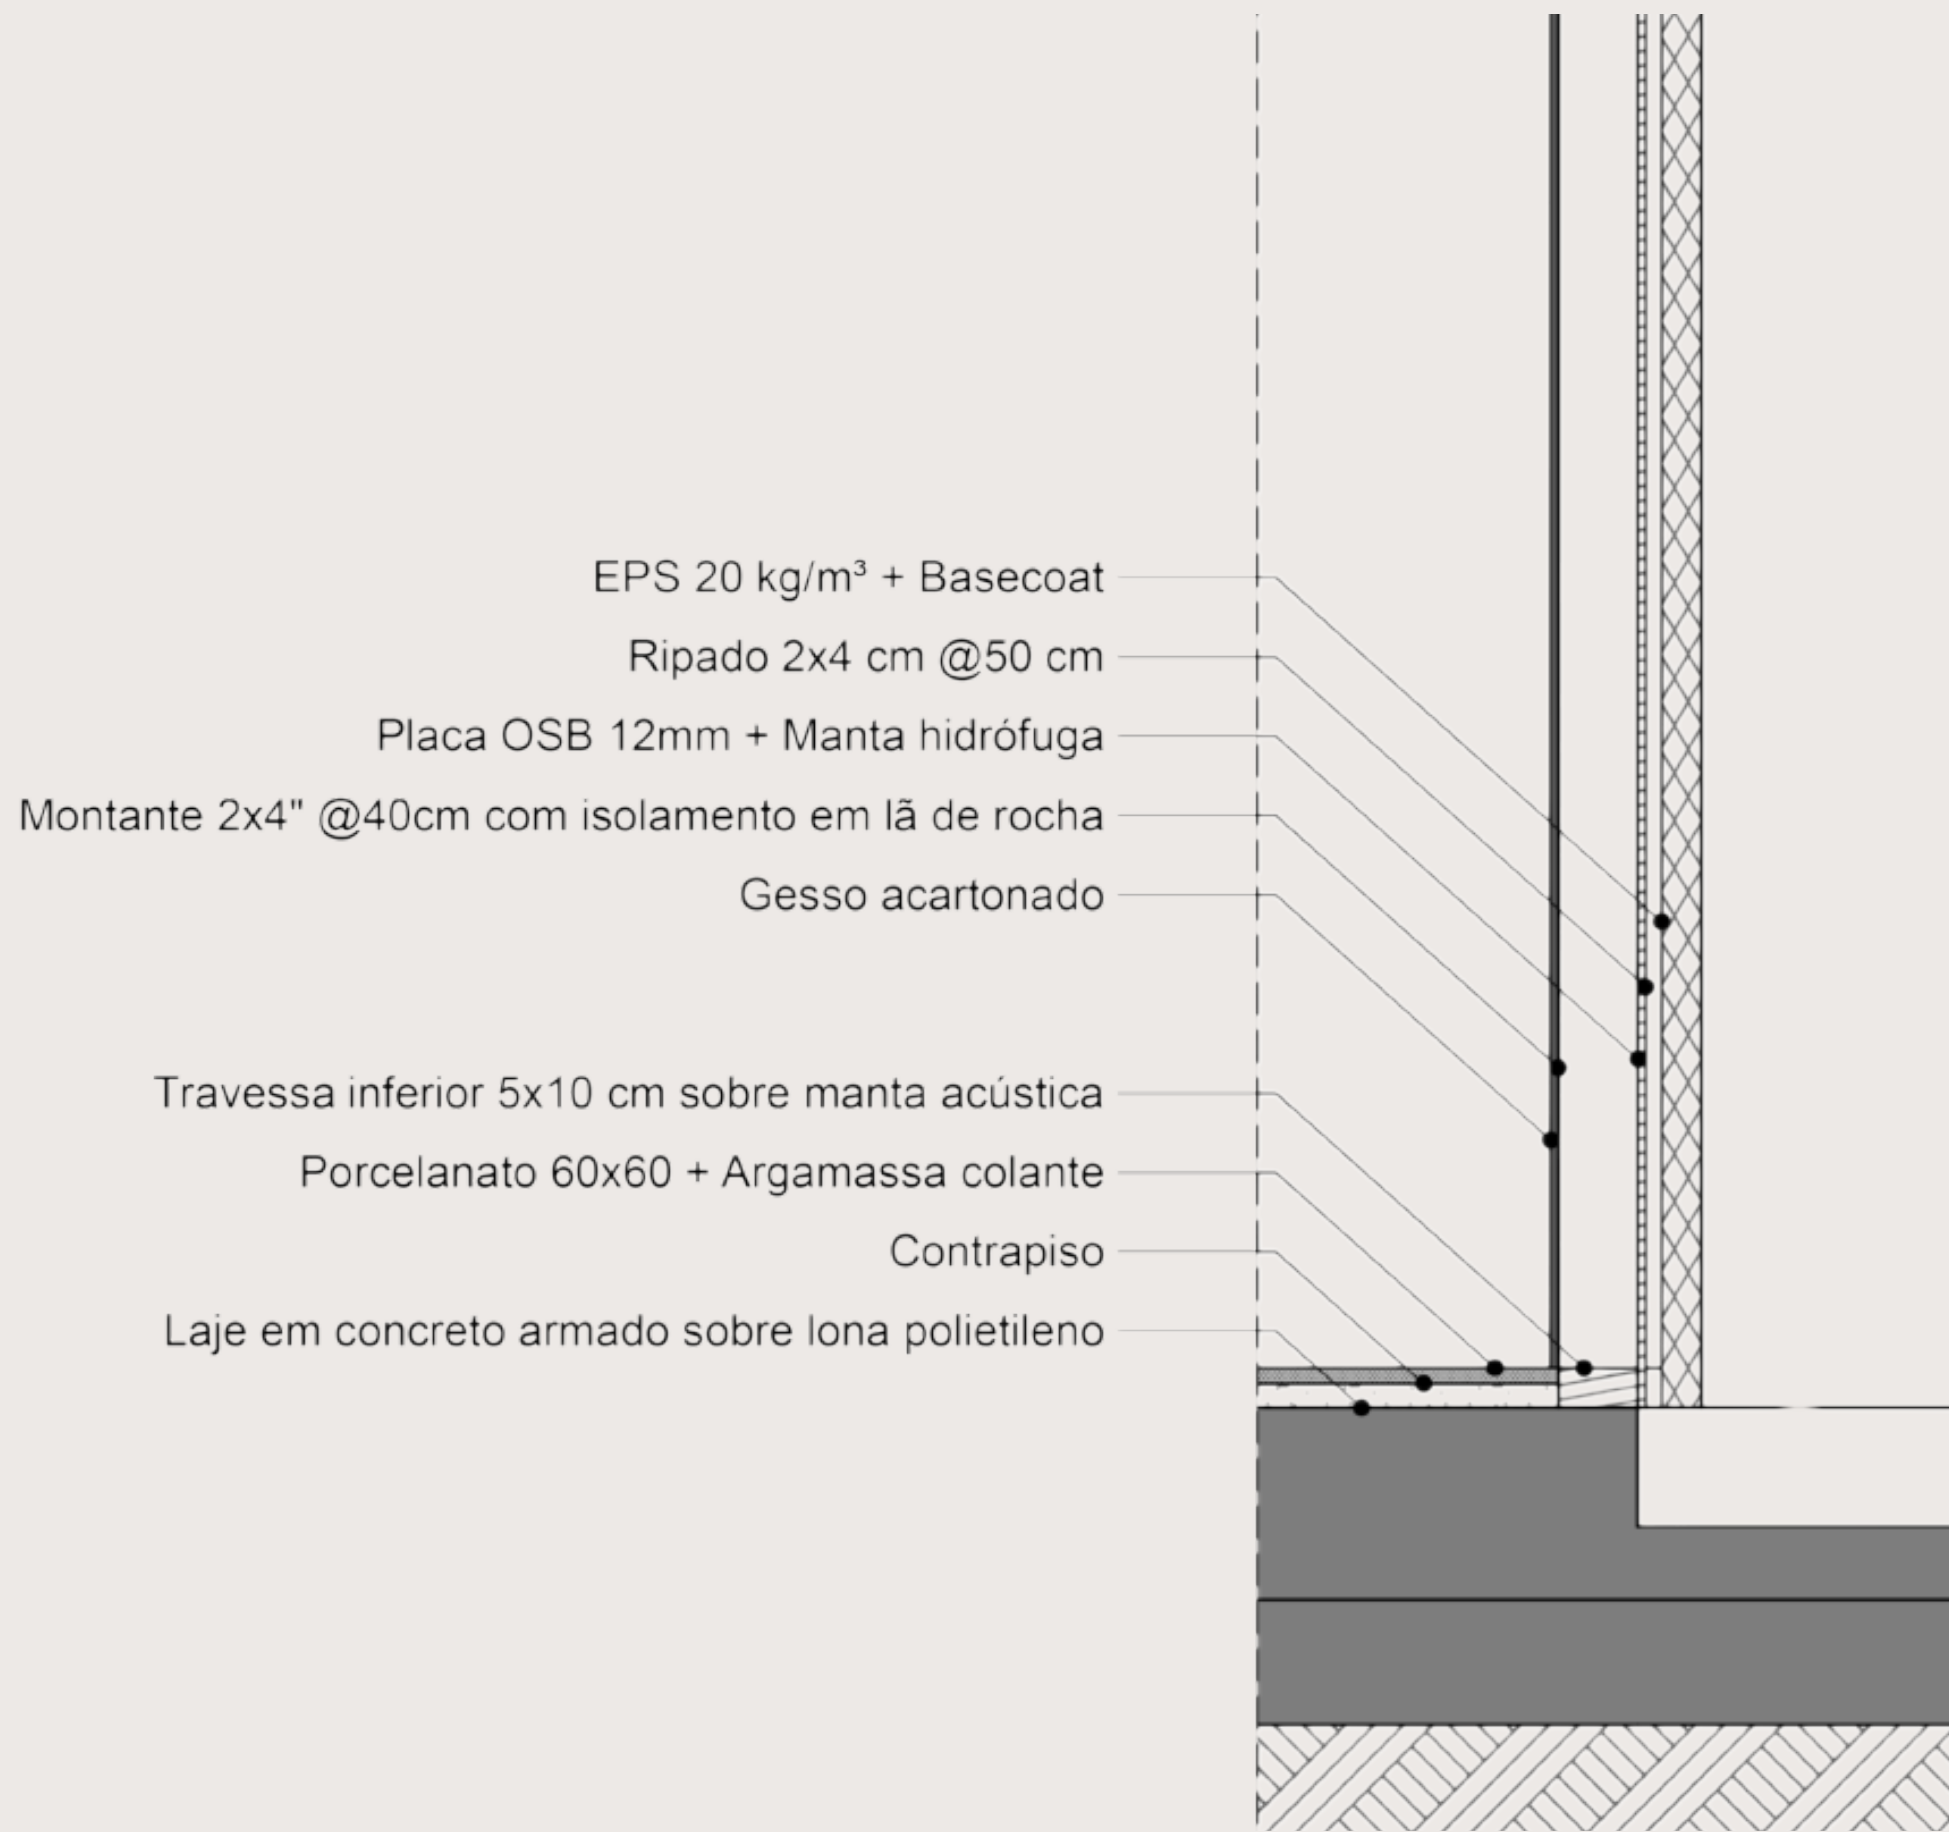 EPS 20 kg/m³ + Basecoat
Ripado 2x4 cm @50 cm
Placa OSB 12mm + Manta hidrófuga
Montante 2x4" @40cm com isolamento em lã de rocha
Gesso acartonado
Travessa inferior 5x10 cm sobre manta acústica
Porcelanato 60x60 + Argamassa colante
Contrapiso
Laje em concreto armado sobre lona polietileno